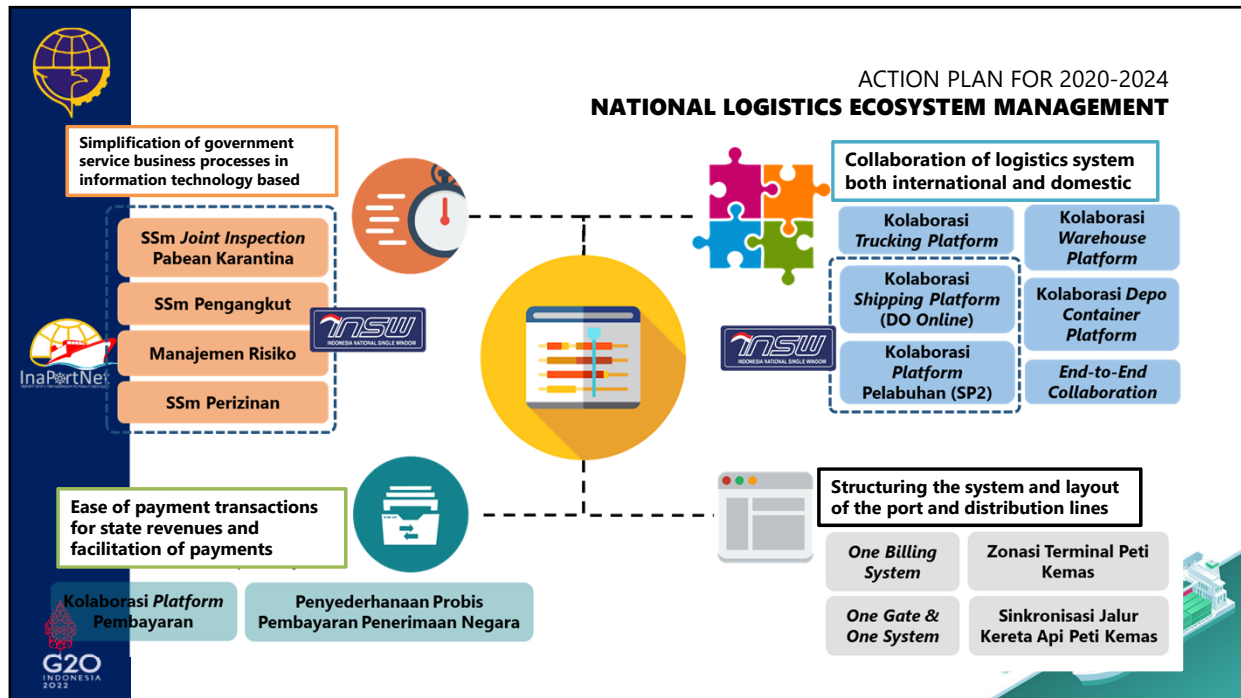 ACTION PLAN FOR 2020-2024
NATIONAL LOGISTICS ECOSYSTEM MANAGEMENT
Simplification of government
service business processes in
information technology based
SSm Joint Inspection
Pabean Karantina
SSm Pengangkut
Manajemen Risiko
SSm Perizinan
INSW
INDONESIA NATIONAL SINGLE WINDOW
InaPortNet
Collaboration of logistics system
both international and domestic
Kolaborasi
Trucking Platform
Kolaborasi
Warehouse
Platform
Kolaborasi
Shipping Platform
(DO Online)
Kolaborasi Depo
Container
Platform
Kolaborasi
Platform
Pelabuhan (SP2)
End-to-End
Collaboration
INSW
INDONESIA NATIONAL SINGLE WINDOW
Ease of payment transactions
for state revenues and
facilitation of payments
Kolaborasi Platform
Pembayaran
Penyederhanaan Probis
Pembayaran Penerimaan Negara
Structuring the system and layout
of the port and distribution lines
One Billing
System
Zonasi Terminal Peti
Kemas
One Gate &
One System
Sinkronisasi Jalur
Kereta Api Peti Kemas
G20
INDONESIA
2022